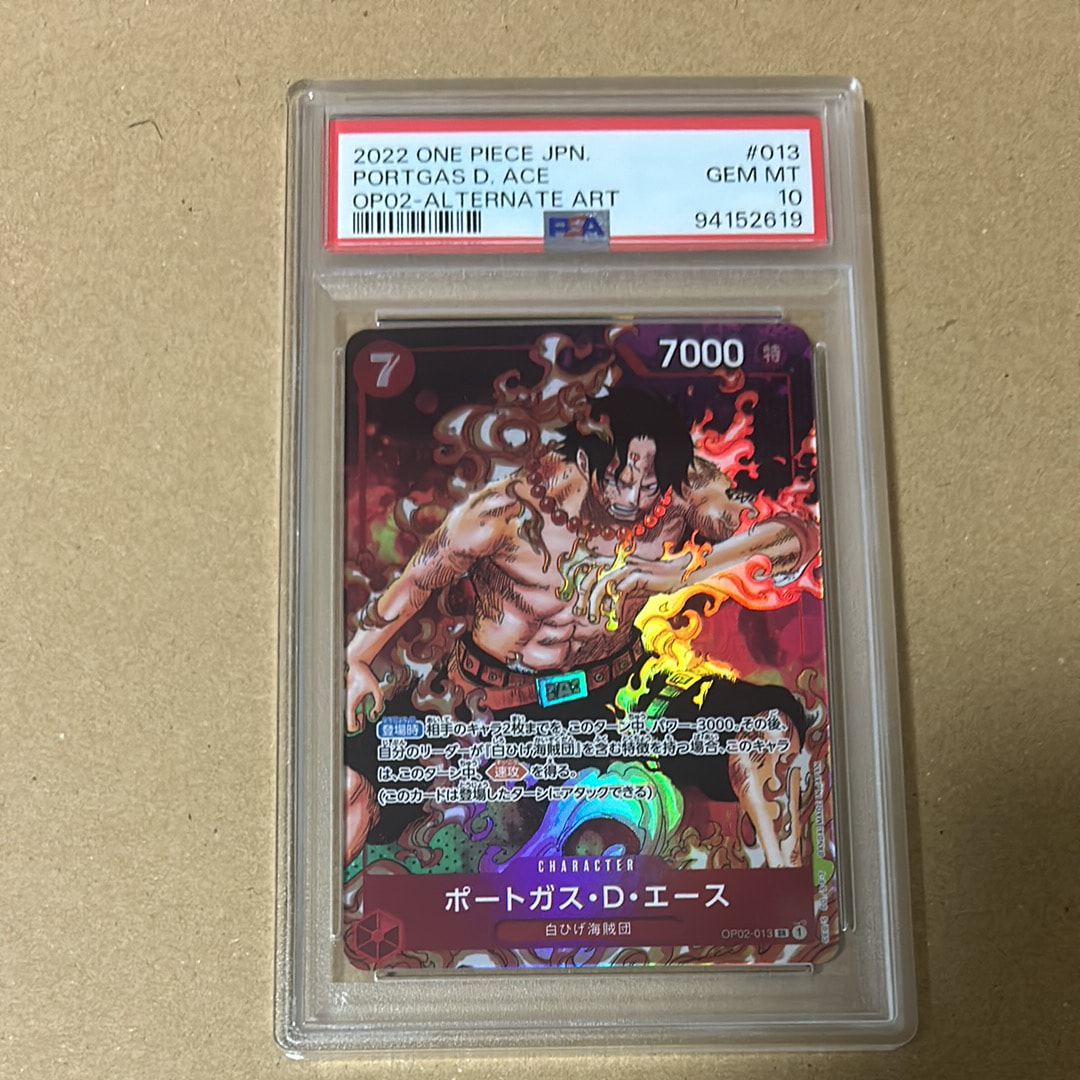 2022 ONE PIECE JPN. #013
PORTGAS D. ACE GEM MT
OP02-ALTERNATE ART 10
94152619
PSA
7 7000 特
登場時 相手のキャラ2枚までを、このターン中、パワー-3000。その後、
自分のリーダーが『白ひげ海賊団』を含む特徴を持つ場合、このキャラ
は、このターン中、速攻を得る。
(このカードは登場したターンにアタックできる)
CHARACTER
ポートガス・D・エース
白ひげ海賊団
OP02-013 SR 1